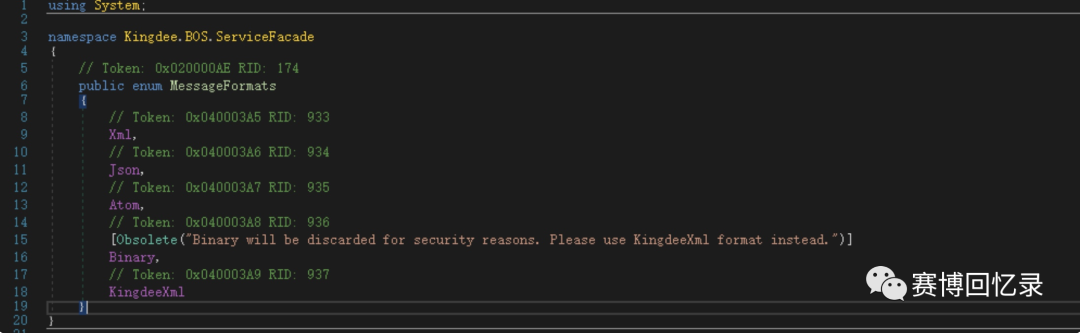 1 using System;
2
3 namespace Kingdee.BOS.ServiceFacade
4 {
5 // Token: 0x020000AE RID: 174
6 public enum MessageFormats
7 {
8 // Token: 0x040003A5 RID: 933
9 Xml,
10 // Token: 0x040003A6 RID: 934
11 Json,
12 // Token: 0x040003A7 RID: 935
13 Atom,
14 // Token: 0x040003A8 RID: 936
15 [Obsolete("Binary will be discarded for security reasons. Please use KingdeeXml format instead.")]
16 Binary,
17 // Token: 0x040003A9 RID: 937
18 KingdeeXml
19 }
20 }
21
赛博回忆录